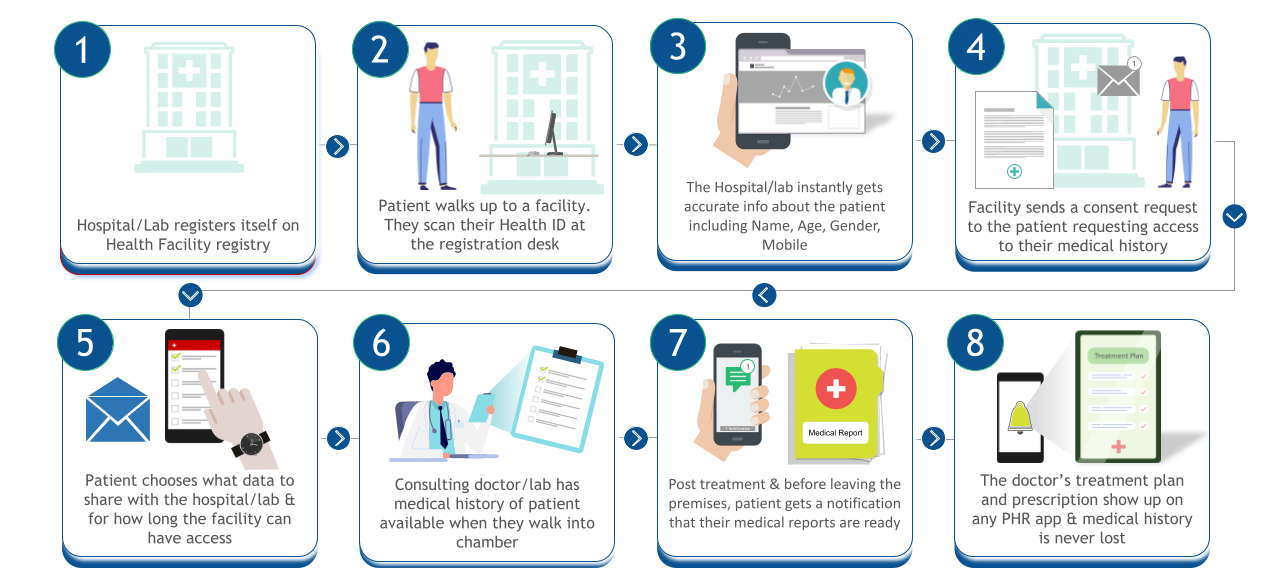 1
Hospital/Lab registers itself on
Health Facility registry
2
Patient walks up to a facility.
They scan their Health ID at
the registration desk
3
The Hospital/lab instantly gets
accurate info about the patient
including Name, Age, Gender,
Mobile
4
1
Facility sends a consent request
to the patient requesting access
to their medical history
5
Patient chooses what data to
share with the hospital/lab &
for how long the facility can
have access
6
Consulting doctor/lab has
medical history of patient
available when they walk into
chamber
7
1
1 Notification
Medical Report
Post treatment & before leaving the
premises, patient gets a notification
that their medical reports are ready
8
Treatment Plan
The doctor’s treatment plan
and prescription show up on
any PHR app & medical history
is never lost